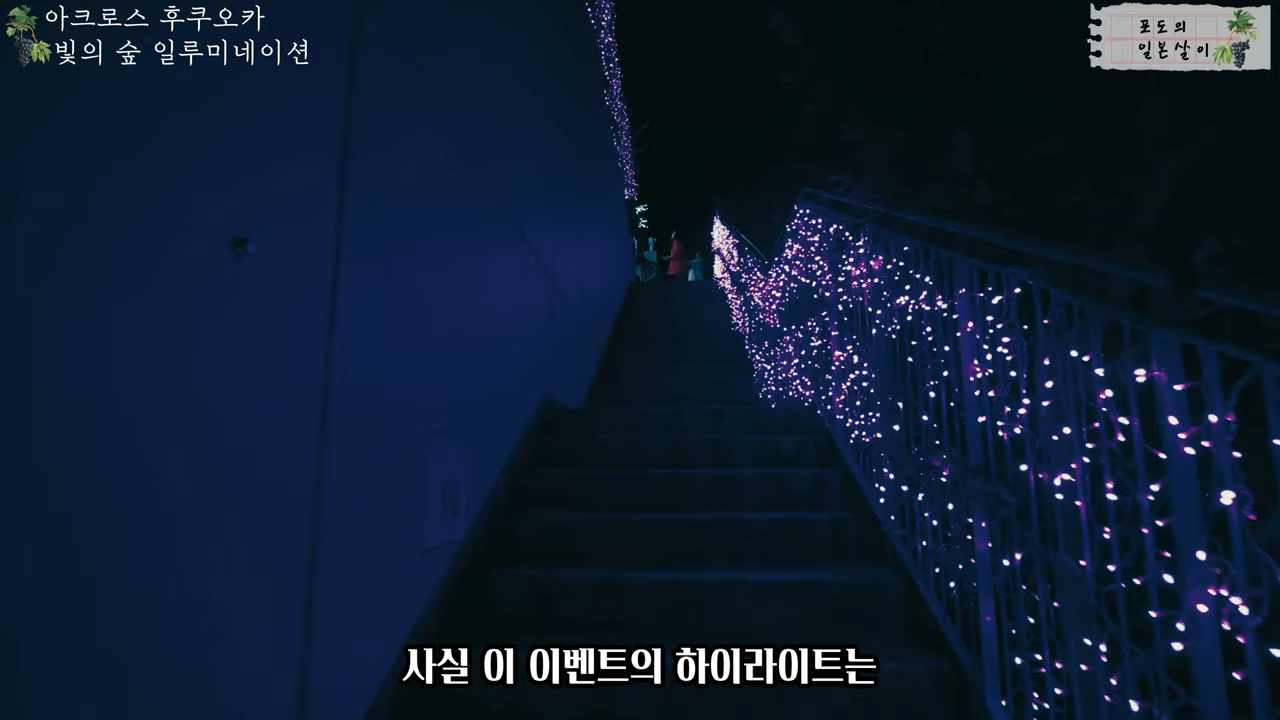 아크로스 후쿠오카
빛의 숲 일루미네이션
포도의
일본살이
사실 이 이벤트의 하이라이트는